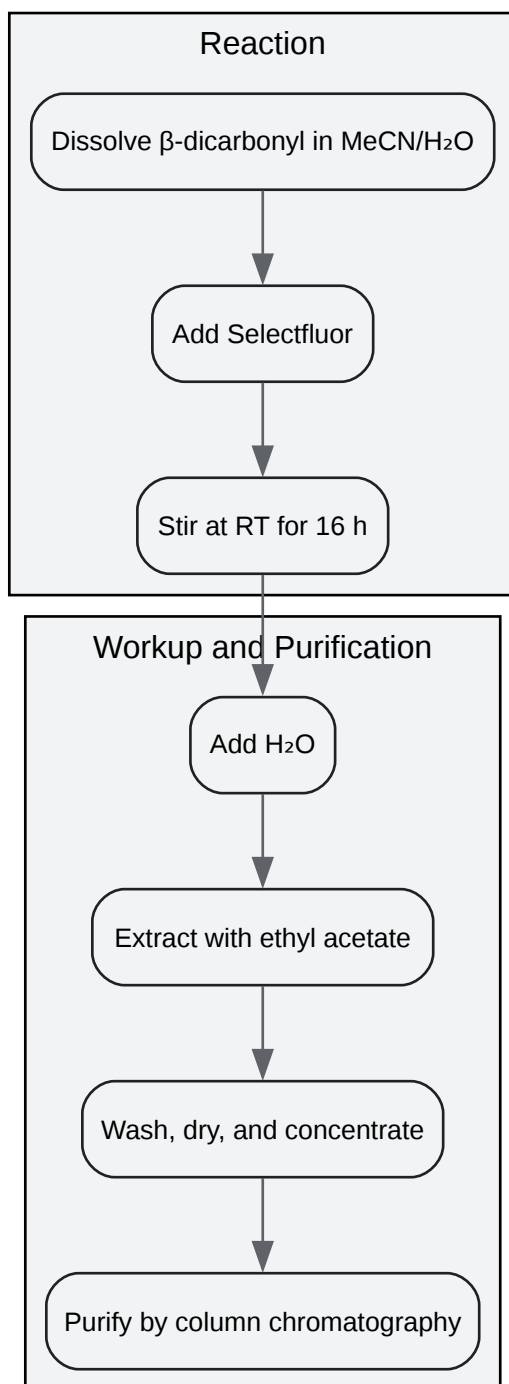 Reaction
Dissolve β-dicarbonyl in MeCN/H₂O
Add Selectfluor
Stir at RT for 16 h
Workup and Purification
Add H₂O
Extract with ethyl acetate
Wash, dry, and concentrate
Purify by column chromatography